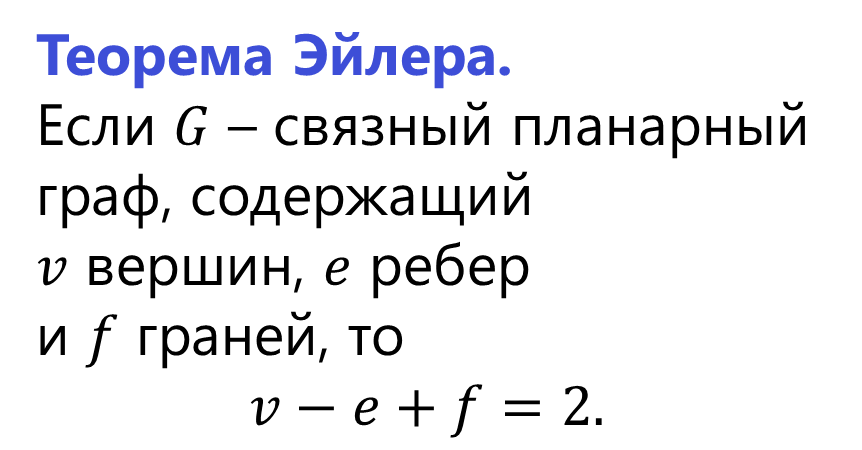 Теорема Эйлера.
Если G – связный планарный
граф, содержащий
v вершин, e ребер
и f граней, то
v − e + f = 2.